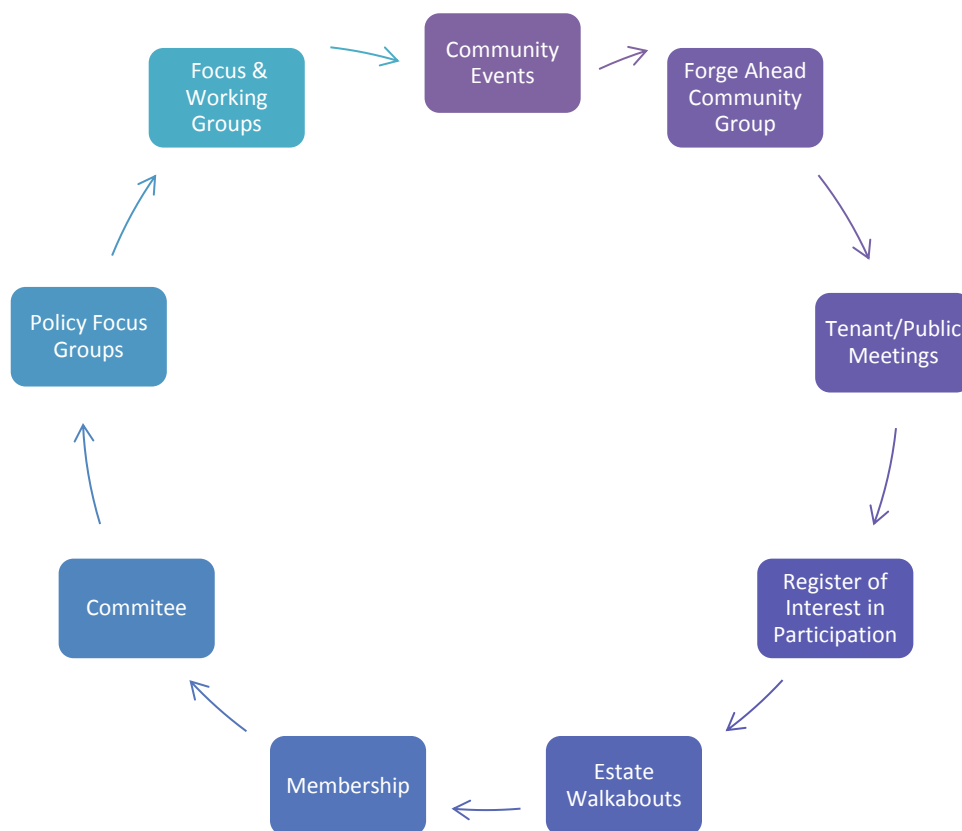 Community
Events
Forge Ahead
Community
Group
Tenant/Public
Meetings
Register of
Interest in
Participation
Estate
Walkabouts
Membership
Commitee
Policy Focus
Groups
Focus &
Working
Groups